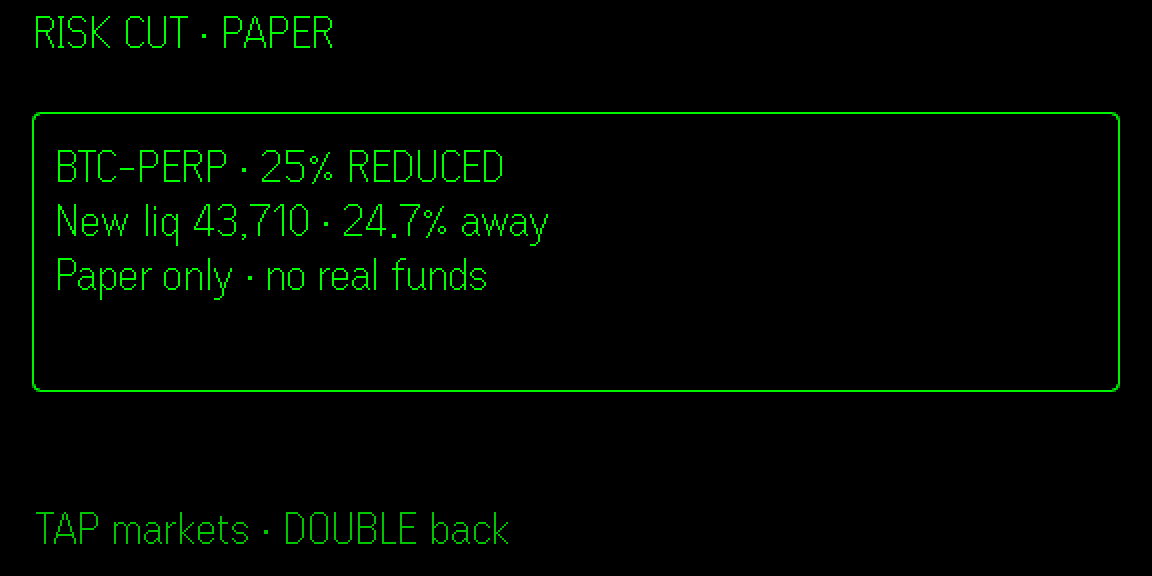 RISK CUT · PAPER
BTC-PERP · 25% REDUCED
New liq 43,710 · 24.7% away
Paper only · no real funds
TAP markets · DOUBLE back